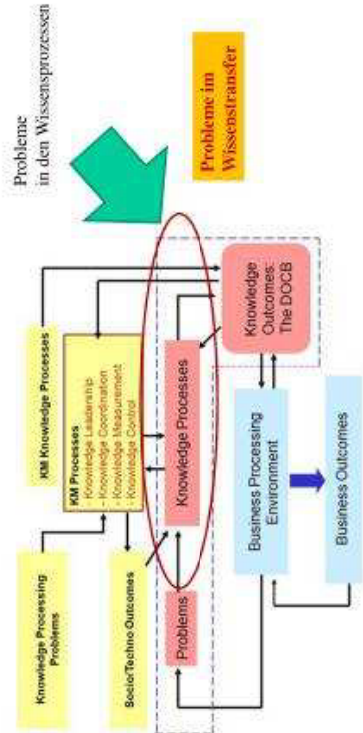 Probleme
in den Wissensprozessen
Probleme im
Wissenstransfer
Knowledge Processing
Problems
KM Knowledge Processes
KM Processes
- Knowledge Leadership
- Knowledge Coordination
- Knowledge Measurement
- Knowledge Control
Socio/Techno Outcomes
Problems
Knowledge Processes
Knowledge
Outcomes:
The DOCB
Business Processing
Environment
Business Outcomes